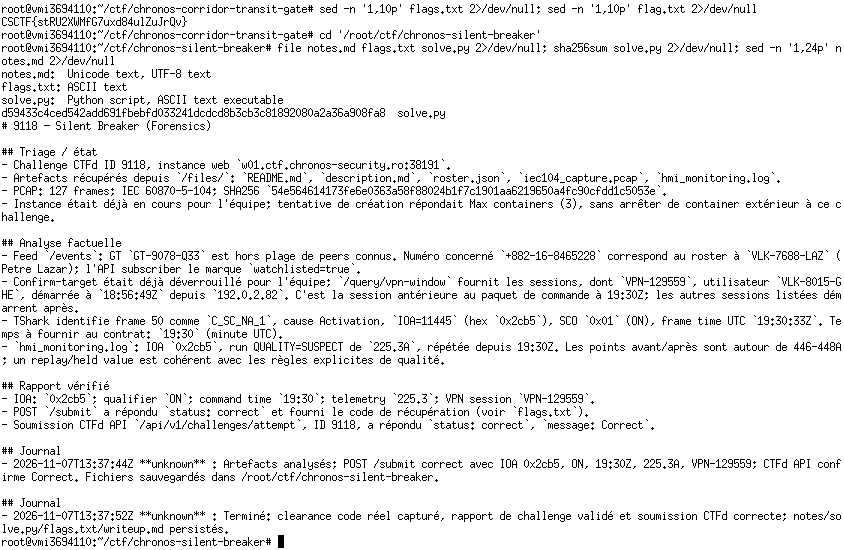 root@vmi3694110:~/ctf/chronos-corridor-transit-gate# sed -n '1,10p' flags.txt 2>/dev/null; sed -n '1,10p' flag.txt 2>/dev/null
CSCTF{stRU2XWMfG7uxd84ulZuJrQv}
root@vmi3694110:~/ctf/chronos-corridor-transit-gate# cd '/root/ctf/chronos-silent-breaker'
root@vmi3694110:~/ctf/chronos-silent-breaker# file notes.md flags.txt solve.py 2>/dev/null; sha256sum solve.py 2>/dev/null; sed -n '1,24p' n
otes.md 2>/dev/null
notes.md:  Unicode text, UTF-8 text
flags.txt: ASCII text
solve.py:  Python script, ASCII text executable
d59433c4ced542add691fbebfd033241dcdcd8b3cb3c81892080a2a36a908fa8  solve.py
# 9118 — Silent Breaker (Forensics)

## Triage / état
- Challenge CTFd ID 9118, instance web `w01.ctf.chronos-security.ro:38191`.
- Artefacts récupérés depuis `/files/`: `README.md`, `description.md`, `roster.json`, `iec104_capture.pcap`, `hmi_monitoring.log`.
- PCAP: 127 frames; IEC 60870-5-104; SHA256 `54e564614173fe6e0363a58f88024b1f7c1901aa6219650a4fc90cfdd1c5053e`.
- Instance était déjà en cours pour l'équipe; tentative de création répondait Max containers (3), sans arrêter de container extérieur à ce c
hallenge.

## Analyse factuelle
- Feed `/events`: GT `GT-9078-Q33` est hors plage de peers connus. Numéro concerné `+882-16-8465228` correspond au roster à `VLK-7688-LAZ` (
Petre Lazar); l'API subscriber le marque `watchlisted=true`.
- Confirm-target était déjà déverrouillé pour l'équipe; `/query/vpn-window` fournit les sessions, dont `VPN-129559`, utilisateur `VLK-8015-G
HE`, démarrée à `18:56:49Z` depuis `192.0.2.82`. C'est la session antérieure au paquet de commande à 19:30Z; les autres sessions listées dém
arrent après.
- TShark identifie frame 50 comme `C_SC_NA_1`, cause Activation, `IOA=11445` (hex `0x2cb5`), SCO `0x01` (ON), frame time UTC `19:30:33Z`. Te
mps à fournir au contrat: `19:30` (minute UTC).
- `hmi_monitoring.log`: IOA `0x2cb5`, run QUALITY=SUSPECT de `225.3A`, répétée depuis 19:30Z. Les points avant/après sont autour de 446-448A
; un replay/held value est cohérent avec les règles explicites de qualité.

## Rapport vérifié
- IOA: `0x2cb5`; qualifier `ON`; command time `19:30`; telemetry `225.3`; VPN session `VPN-129559`.
- POST `/submit` a répondu `status: correct` et fourni le code de récupération (voir `flags.txt`).
- Soumission CTFd API `/api/v1/challenges/attempt`, ID 9118, a répondu `status: correct`, `message: Correct`.

## Journal
- 2026-11-07T13:37:44Z **unknown** : Artefacts analysés; POST /submit correct avec IOA 0x2cb5, ON, 19:30Z, 225.3A, VPN-129559; CTFd API conf
irme Correct. Fichiers sauvegardés dans /root/ctf/chronos-silent-breaker.

## Journal
- 2026-11-07T13:37:52Z **unknown** : Terminé: clearance code réel capturé, rapport de challenge validé et soumission CTFd correcte; notes/so
lve.py/flags.txt/writeup.md persistés.
root@vmi3694110:~/ctf/chronos-silent-breaker#